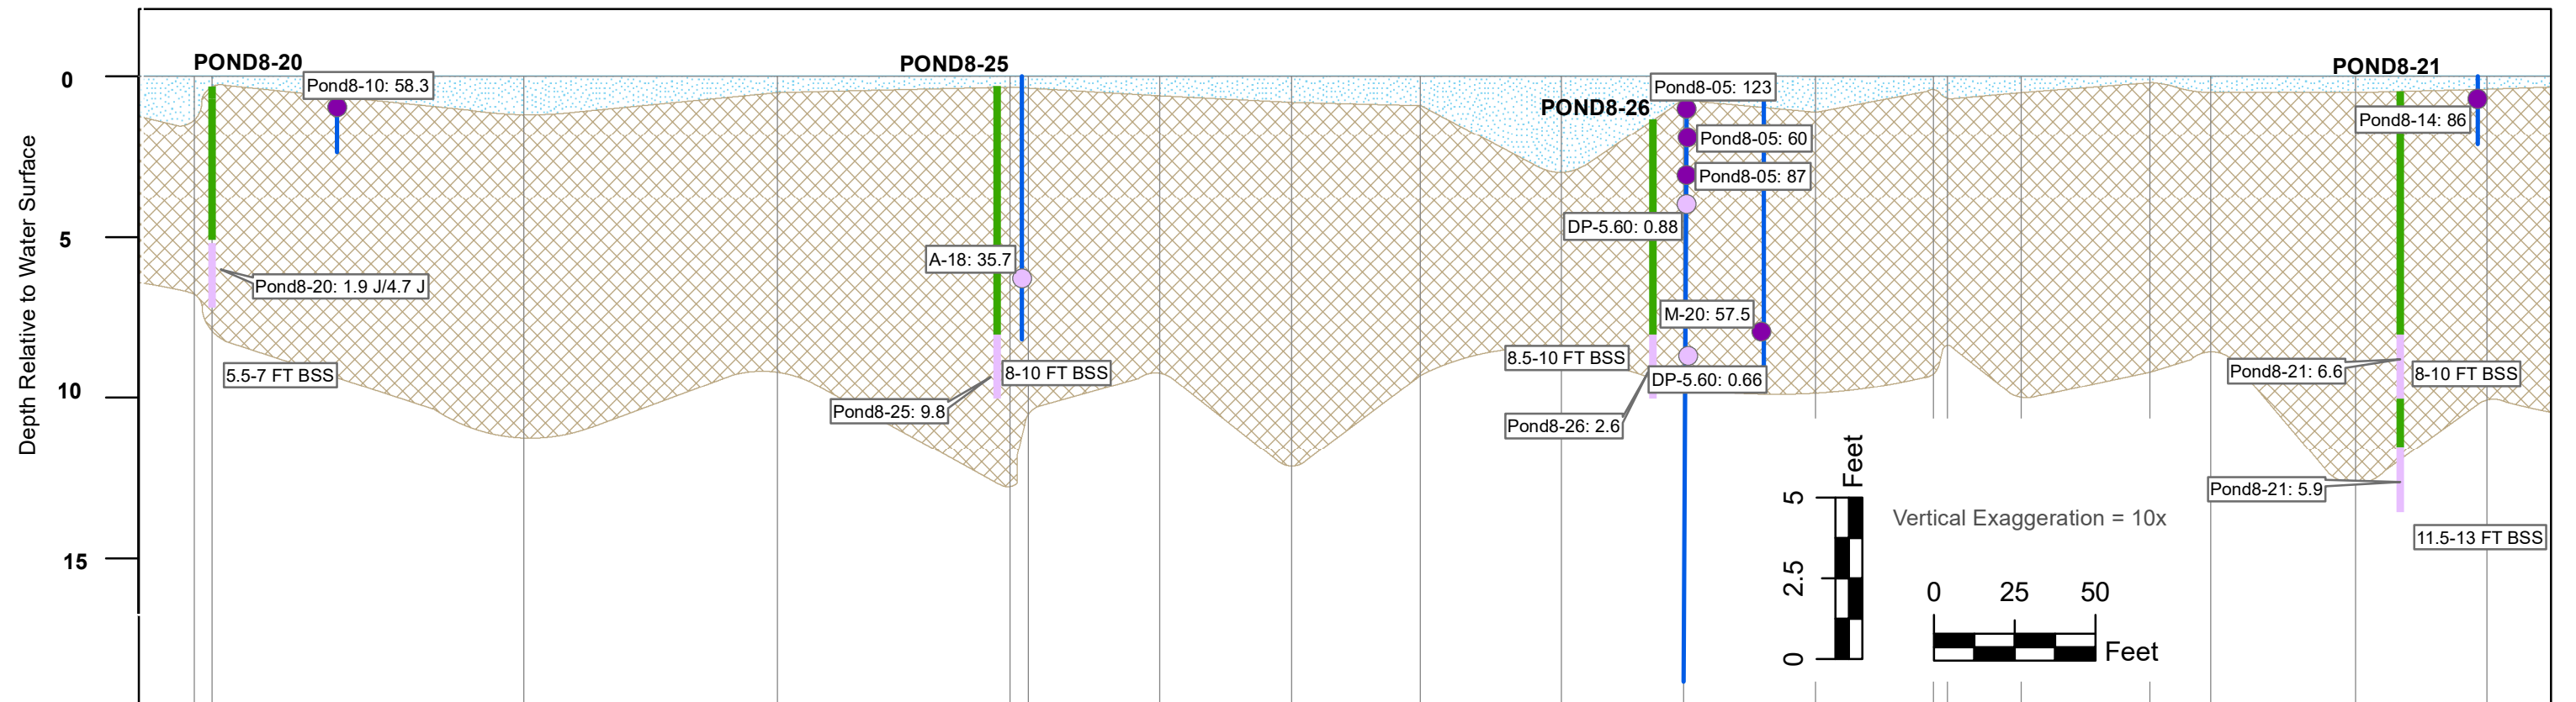 POND8-20
POND8-25
POND8-26
POND8-21
Depth Relative to Water Surface
0
5
10
15
Pond8-10: 58.3
Pond8-20: 1.9 J/4.7 J
5.5-7 FT BSS
A-18: 35.7
8-10 FT BSS
Pond8-25: 9.8
Pond8-05: 123
Pond8-05: 60
Pond8-05: 87
DP-5.60: 0.88
M-20: 57.5
8.5-10 FT BSS
DP-5.60: 0.66
Pond8-26: 2.6
Pond8-14: 86
Pond8-21: 6.6
8-10 FT BSS
Pond8-21: 5.9
11.5-13 FT BSS
Feet
5
2.5
0
Vertical Exaggeration = 10x
0 25 50
Feet